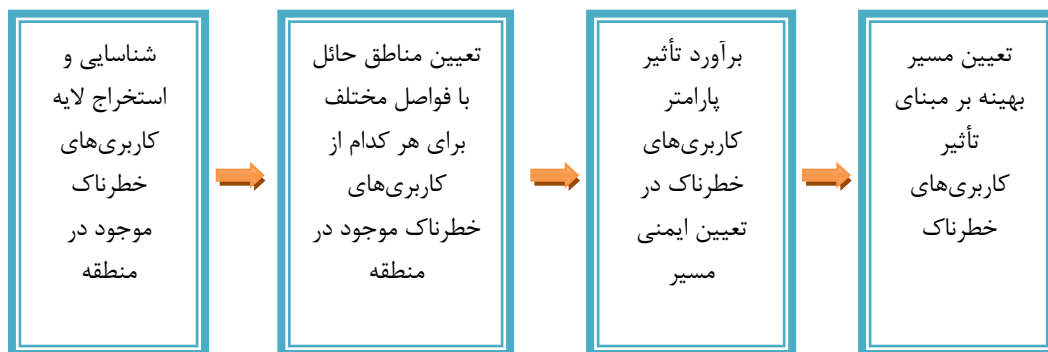 شناسایی و
استخراج لایه
کاربری‌های
خطرناک
موجود در
منطقه
تعیین مناطق حائل
با فواصل مختلف
برای هر کدام از
کاربری‌های
خطرناک موجود در
منطقه
برآورد تأثیر
پارامتر
کاربری‌های
خطرناک در
تعیین ایمنی
مسیر
تعیین مسیر
بهینه بر مبنای
تأثیر
کاربری‌های
خطرناک